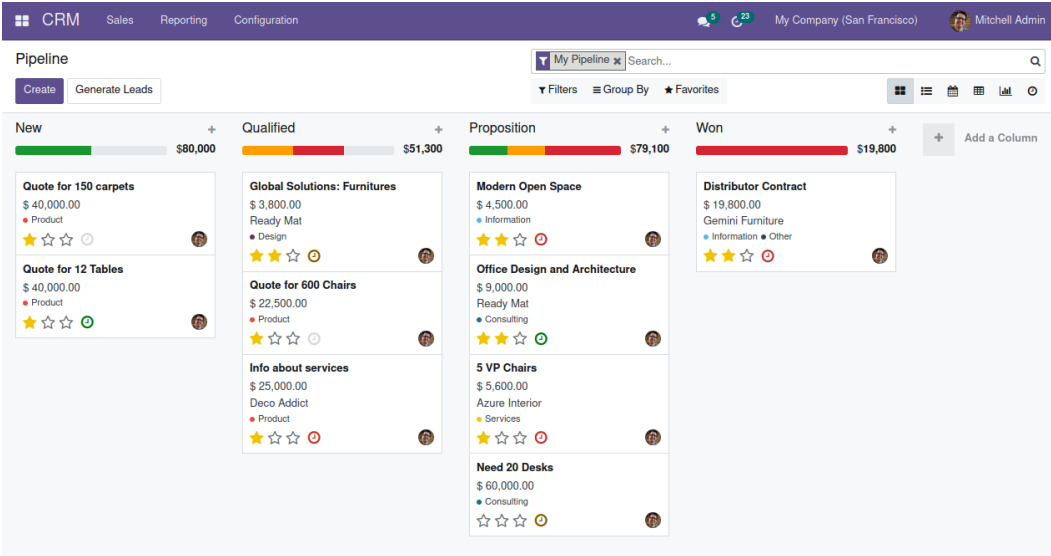 CRM Sales Reporting Configuration 5 23 My Company (San Francisco) Mitchell Admin
Pipeline
My Pipeline × Search...
Create Generate Leads
Filters Group By Favorites
New +
$80,000
Quote for 150 carpets
$ 40,000.00
Product
Quote for 12 Tables
$ 40,000.00
Product
Qualified +
$51,300
Global Solutions: Furnitures
$ 3,800.00
Ready Mat
Design
Quote for 600 Chairs
$ 22,500.00
Product
Info about services
$ 25,000.00
Deco Addict
Product
Proposition +
$79,100
Modern Open Space
$ 4,500.00
Information
Office Design and Architecture
$ 9,000.00
Ready Mat
Consulting
5 VP Chairs
$ 5,600.00
Azure Interior
Services
Need 20 Desks
$ 60,000.00
Consulting
Won +
$19,800
Distributor Contract
$ 19,800.00
Gemini Furniture
Information Other
+ Add a Column